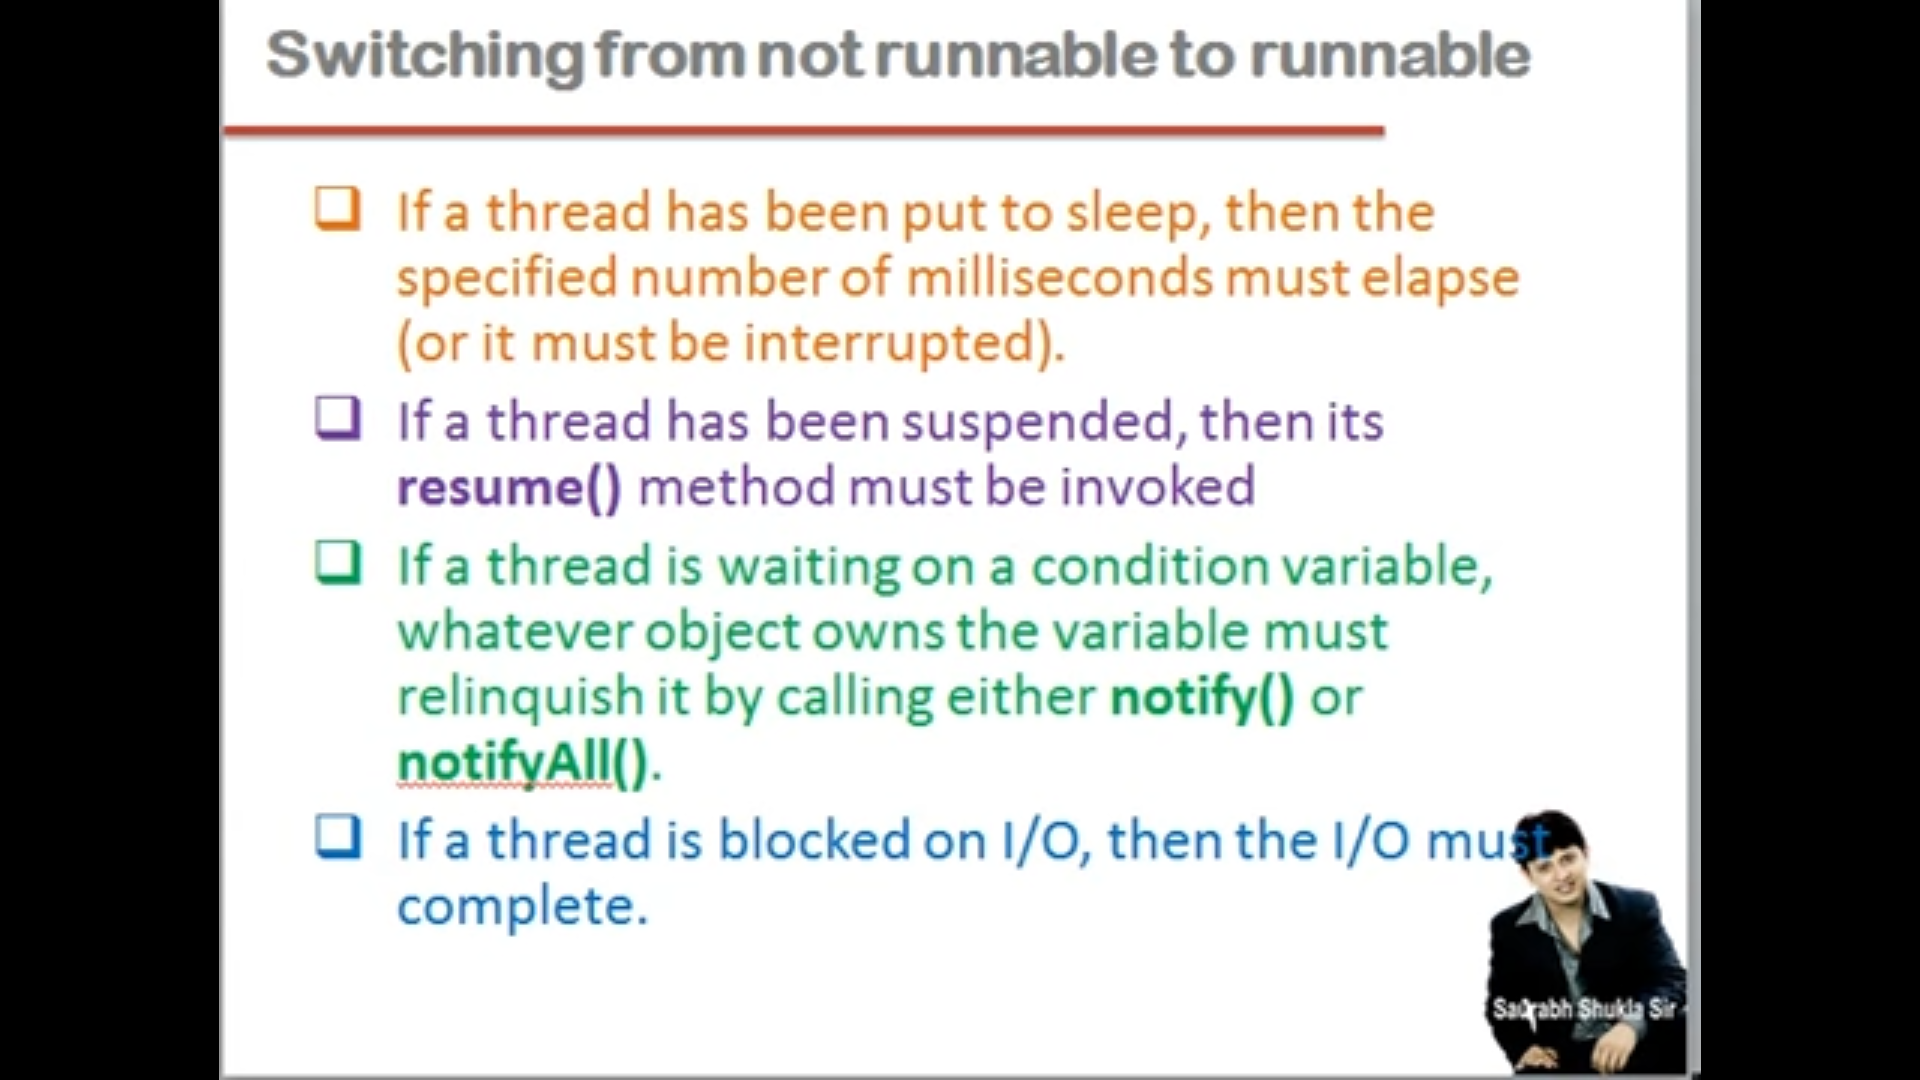 Switching from not runnable to runnable
If a thread has been put to sleep, then the
specified number of milliseconds must elapse
(or it must be interrupted).
If a thread has been suspended, then its
resume() method must be invoked
If a thread is waiting on a condition variable,
whatever object owns the variable must
relinquish it by calling either notify() or
notifyAll().
If a thread is blocked on I/O, then the I/O must
complete.
Saurabh Shukla Sir